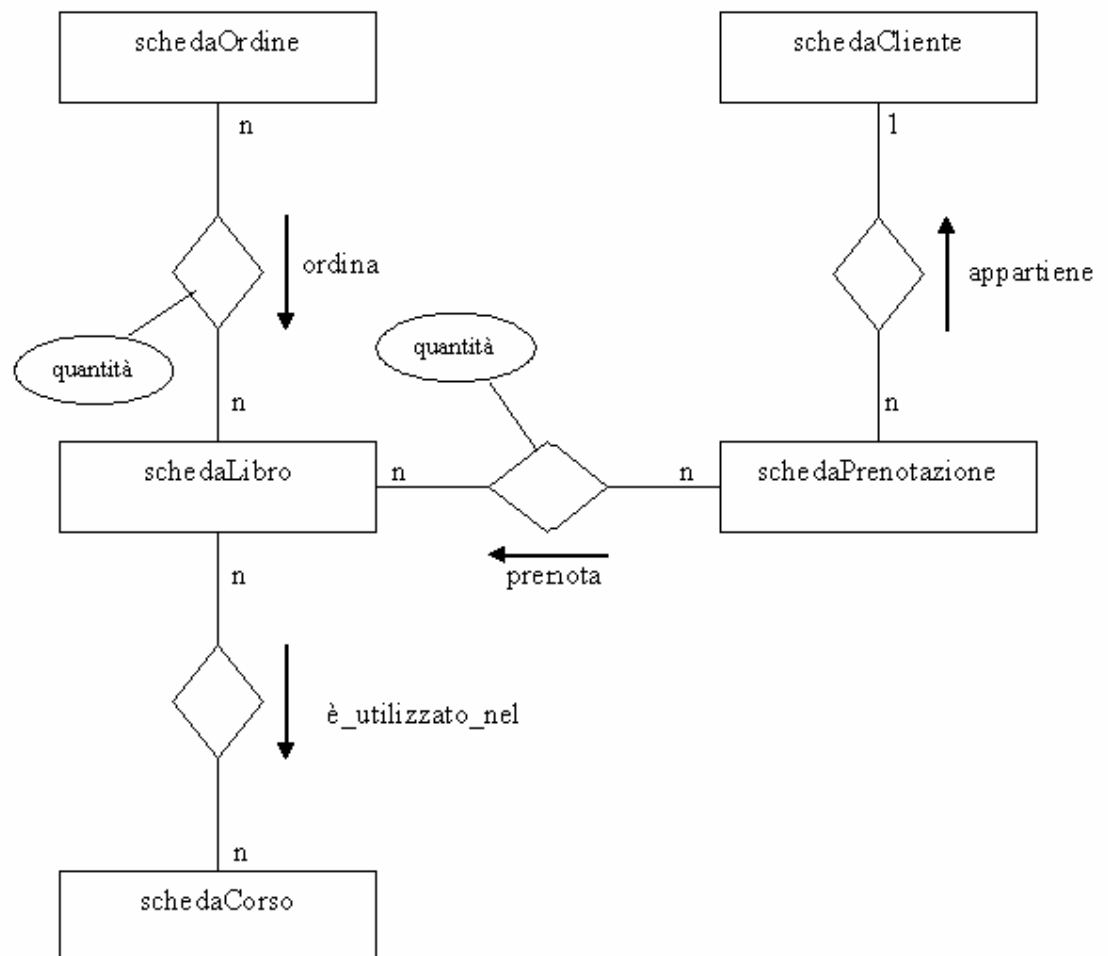 schedaOrdine
schedaCliente
n
1
ordina
appartiene
quantità
quantità
n
n
schedaLibro
n
n
schedaPrenotazione
prenota
n
è_utilizzato_nel
n
schedaCorso